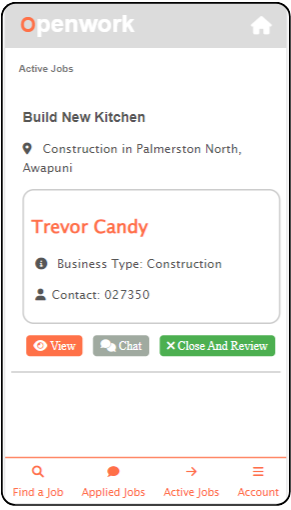 openwork
Active Jobs
Build New Kitchen
Construction in Palmerston North,
Awapuni
Trevor Candy
Business Type: Construction
Contact: 027350
View Chat Close And Review
Find a Job Applied Jobs Active Jobs Account